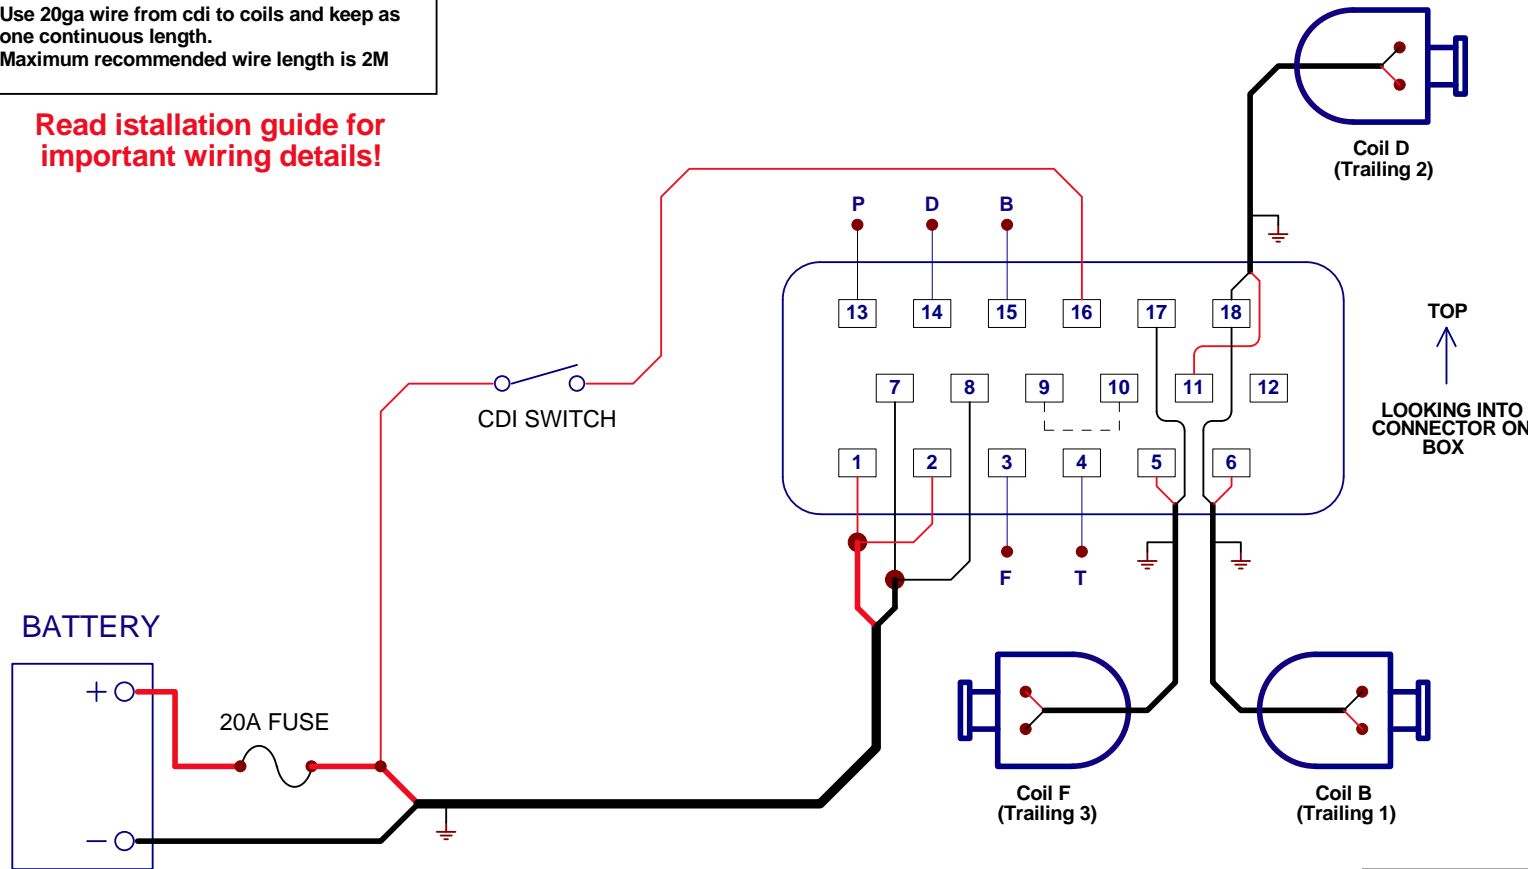 Use 20ga wire from cdi to coils and keep as
one continuous length.
Maximum recommended wire length is 2M
Read istallation guide for
important wiring details!
Coil D
(Trailing 2)
P D B
13 14 15 16 17 18
TOP
7 8 9 10 11 12
CDI SWITCH
LOOKING INTO
CONNECTOR ON
BOX
1 2 3 4 5 6
F T
BATTERY
+
20A FUSE
−
Coil F
(Trailing 3)
Coil B
(Trailing 1)